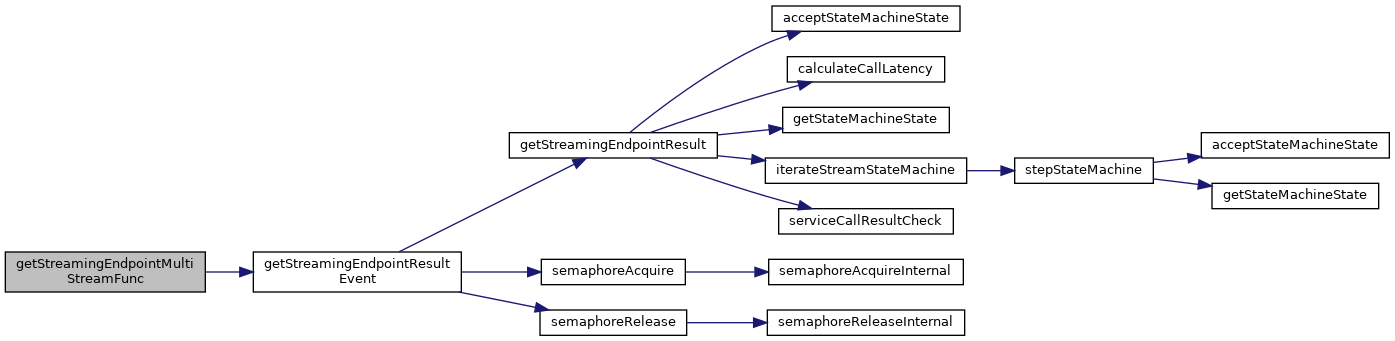 acceptStateMachineState
calculateCallLatency
getStateMachineState
getStreamingEndpointResult
iterateStreamStateMachine
stepStateMachine
acceptStateMachineState
getStateMachineState
serviceCallResultCheck
getStreamingEndpointMulti
StreamFunc
getStreamingEndpointResult
Event
semaphoreAcquire
semaphoreAcquireInternal
semaphoreRelease
semaphoreReleaseInternal